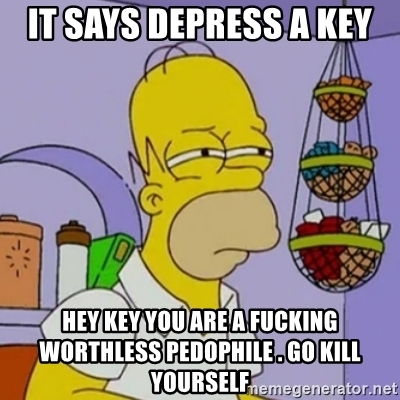 IT SAYS DEPRESS A KEY
HEY KEY YOU ARE A FUCKING
WORTHLESS PEDOPHILE . GO KILL
YOURSELF
memegenerator.net